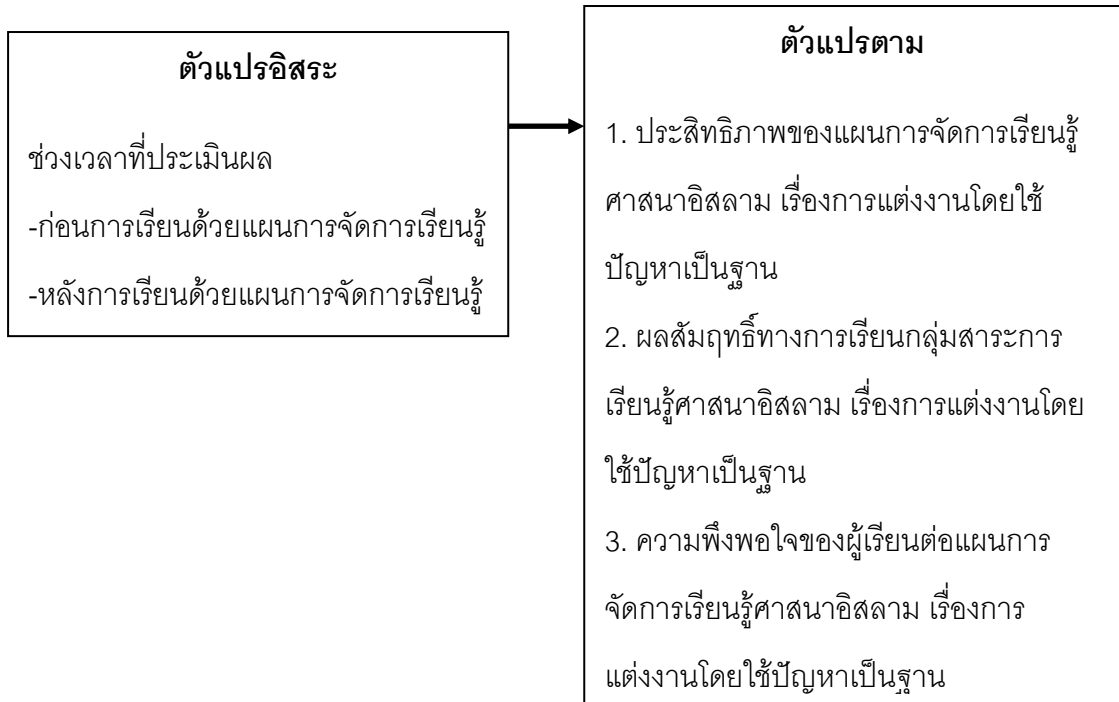 ตัวแปรอิสระ
ช่วงเวลาที่ประเมินผล
-ก่อนการเรียนด้วยแผนการจัดการเรียนรู้
-หลังการเรียนด้วยแผนการจัดการเรียนรู้
ตัวแปรตาม
1. ประสิทธิภาพของแผนการจัดการเรียนรู้
ศาสนาอิสลาม เรื่องการแต่งงานโดยใช้
ปัญหาเป็นฐาน
2. ผลสัมฤทธิ์ทางการเรียนกลุ่มสาระการ
เรียนรู้ศาสนาอิสลาม เรื่องการแต่งงานโดย
ใช้ปัญหาเป็นฐาน
3. ความพึงพอใจของผู้เรียนต่อแผนการ
จัดการเรียนรู้ศาสนาอิสลาม เรื่องการ
แต่งงานโดยใช้ปัญหาเป็นฐาน